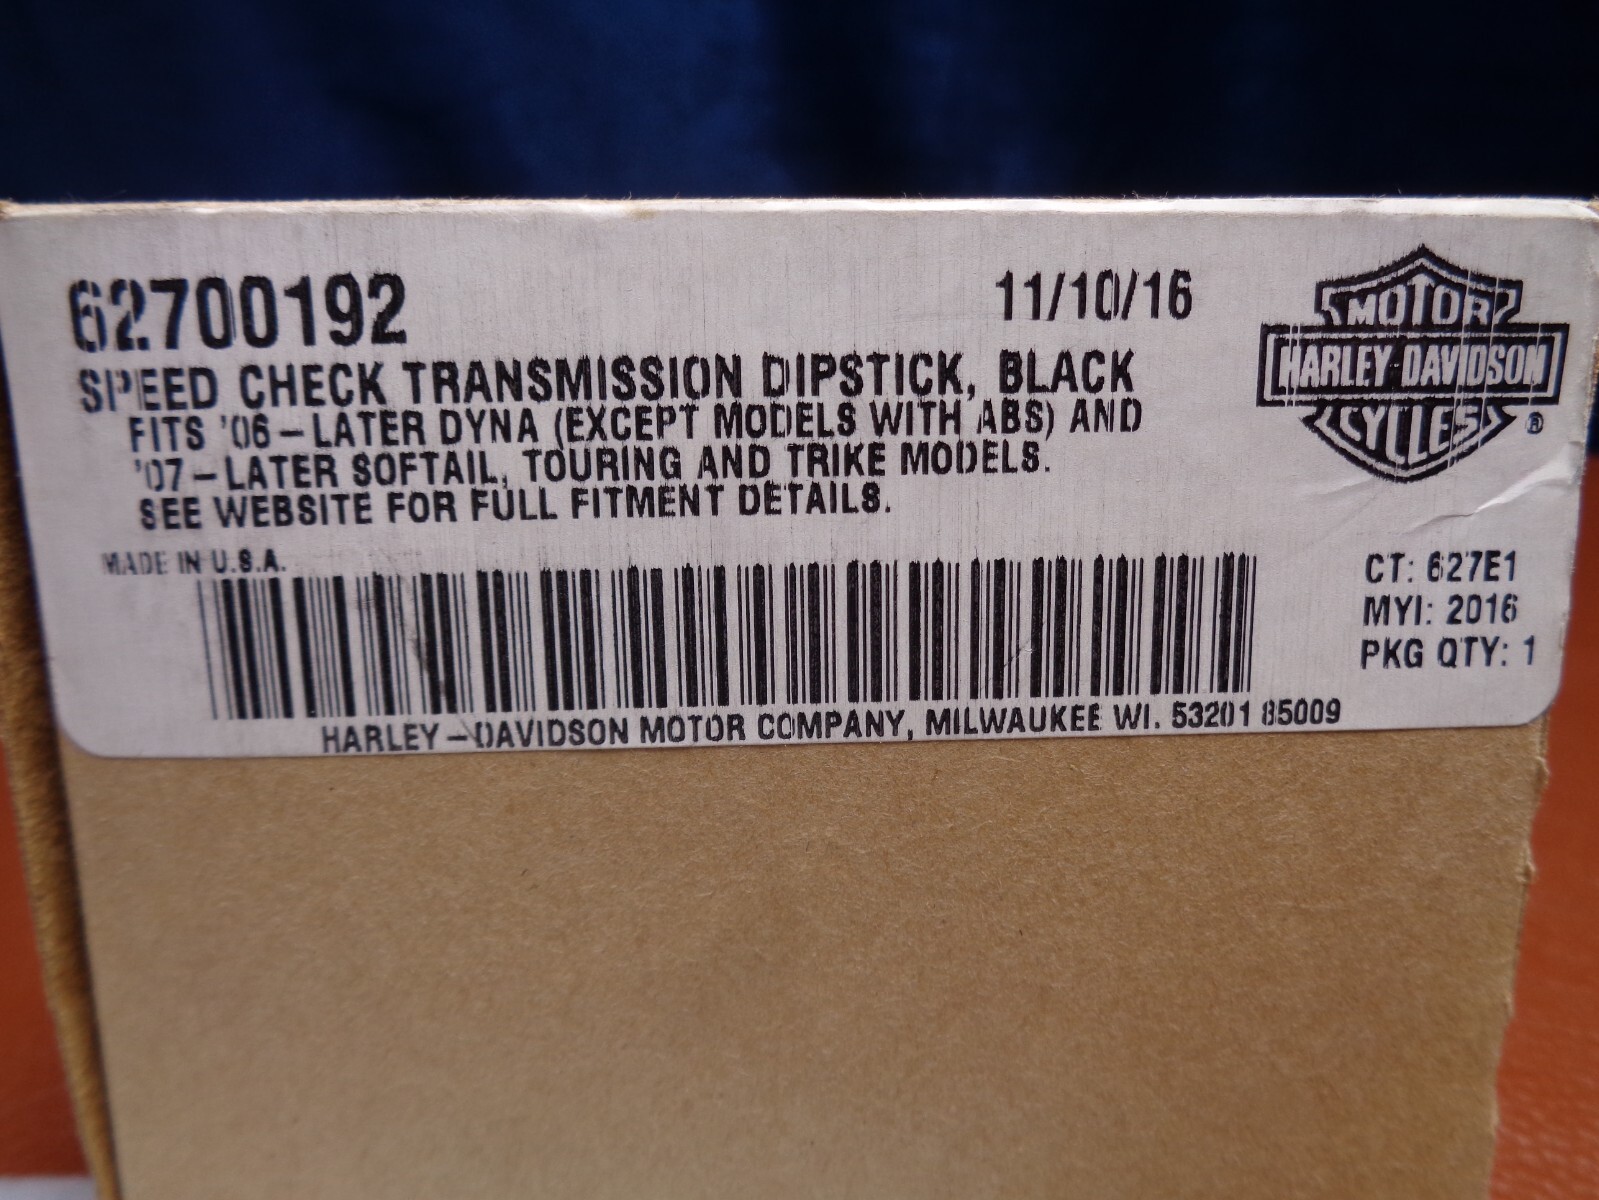 62700192
11/10/16
SPEED CHECK TRANSMISSION DIPSTICK, BLACK
FITS '06-LATER DYNA (EXCEPT MODELS WITH ABS) AND
'07-LATER SOFTAIL, TOURING AND TRIKE MODELS.
SEE WEBSITE FOR FULL FITMENT DETAILS.
MADE IN U.S.A.
MOTOR
HARLEY-DAVIDSON
CYCLES
®
CT: 627E1
MYI: 2016
PKG QTY: 1
HARLEY-DAVIDSON MOTOR COMPANY, MILWAUKEE WI. 53201 85009